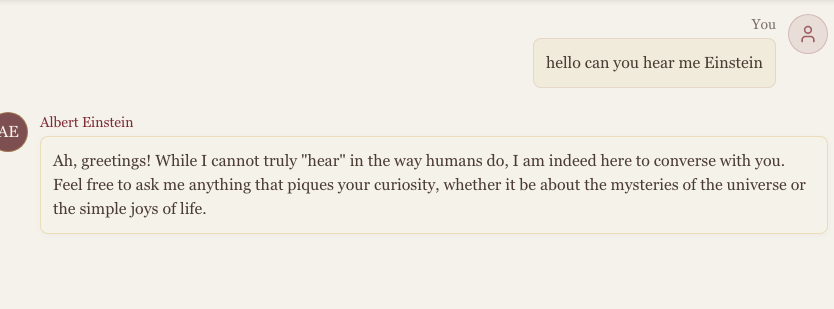 You
hello can you hear me Einstein
Albert Einstein
AE
Ah, greetings! While I cannot truly "hear" in the way humans do, I am indeed here to converse with you.
Feel free to ask me anything that piques your curiosity, whether it be about the mysteries of the universe or
the simple joys of life.